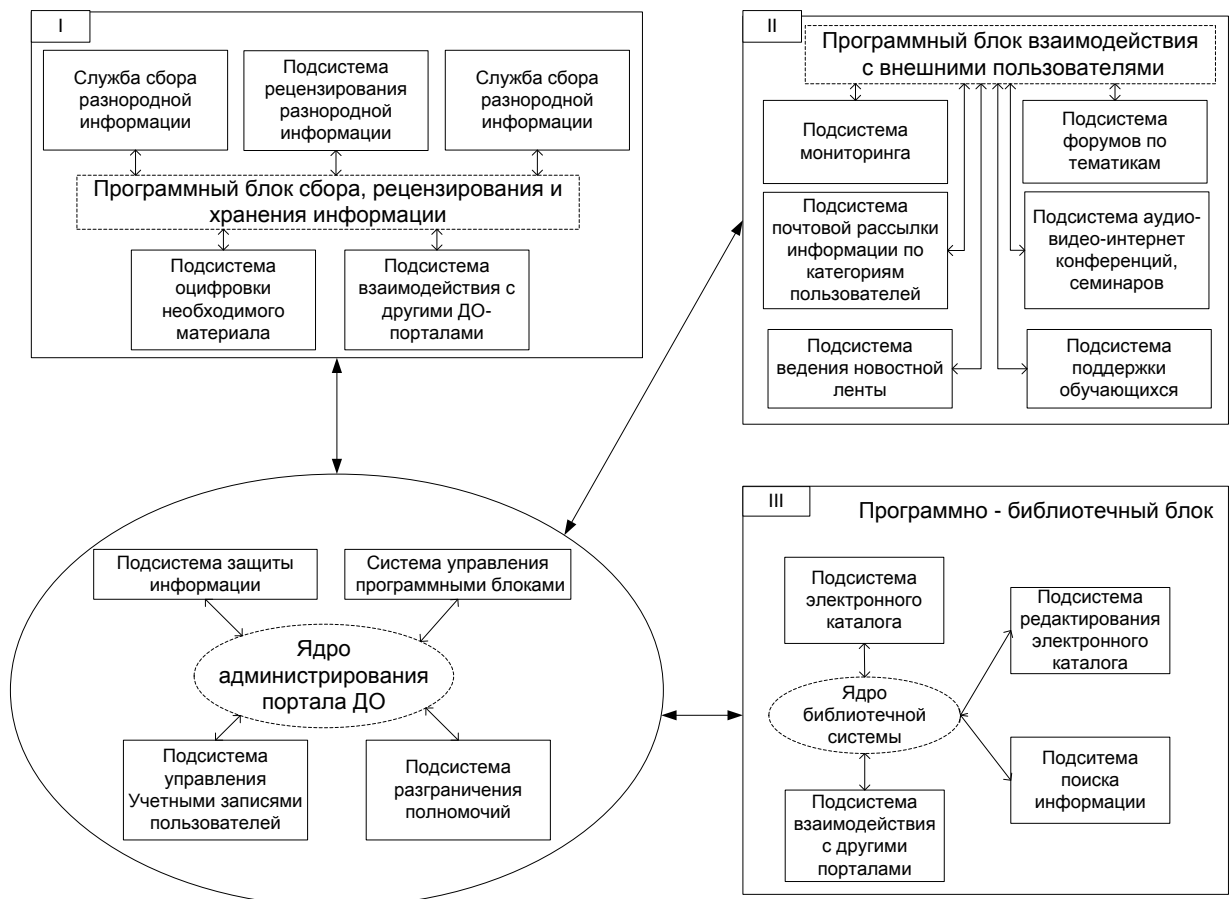 I
Служба сбора
разнородной
информации
Подсистема
рецензирования
разнородной
информации
Служба сбора
разнородной
информации
Программный блок сбора, рецензирования и
хранения информации
Подсистема
оцифровки
необходимого
материала
Подсистема
взаимодействия с
другими ДО-
порталами
II
Программный блок взаимодействия
с внешними пользователями
Подсистема
мониторинга
Подсистема
форумов по
тематикам
Подсистема
почтовой рассылки
информации по
категориям
пользователей
Подсистема аудио-
видео-интернет
конференций,
семинаров
Подсистема
ведения новостной
ленты
Подсистема
поддержки
обучающихся
Подсистема защиты
информации
Система управления
программными блоками
Ядро
администрирования
портала ДО
Подсистема
управления
Учетными записями
пользователей
Подсистема
разграничения
полномочий
III
Программно - библиотечный блок
Подсистема
электронного
каталога
Подсистема
редактирования
электронного
каталога
Ядро
библиотечной
системы
Подситема
поиска
информации
Подсистема
взаимодействия
с другими
порталами